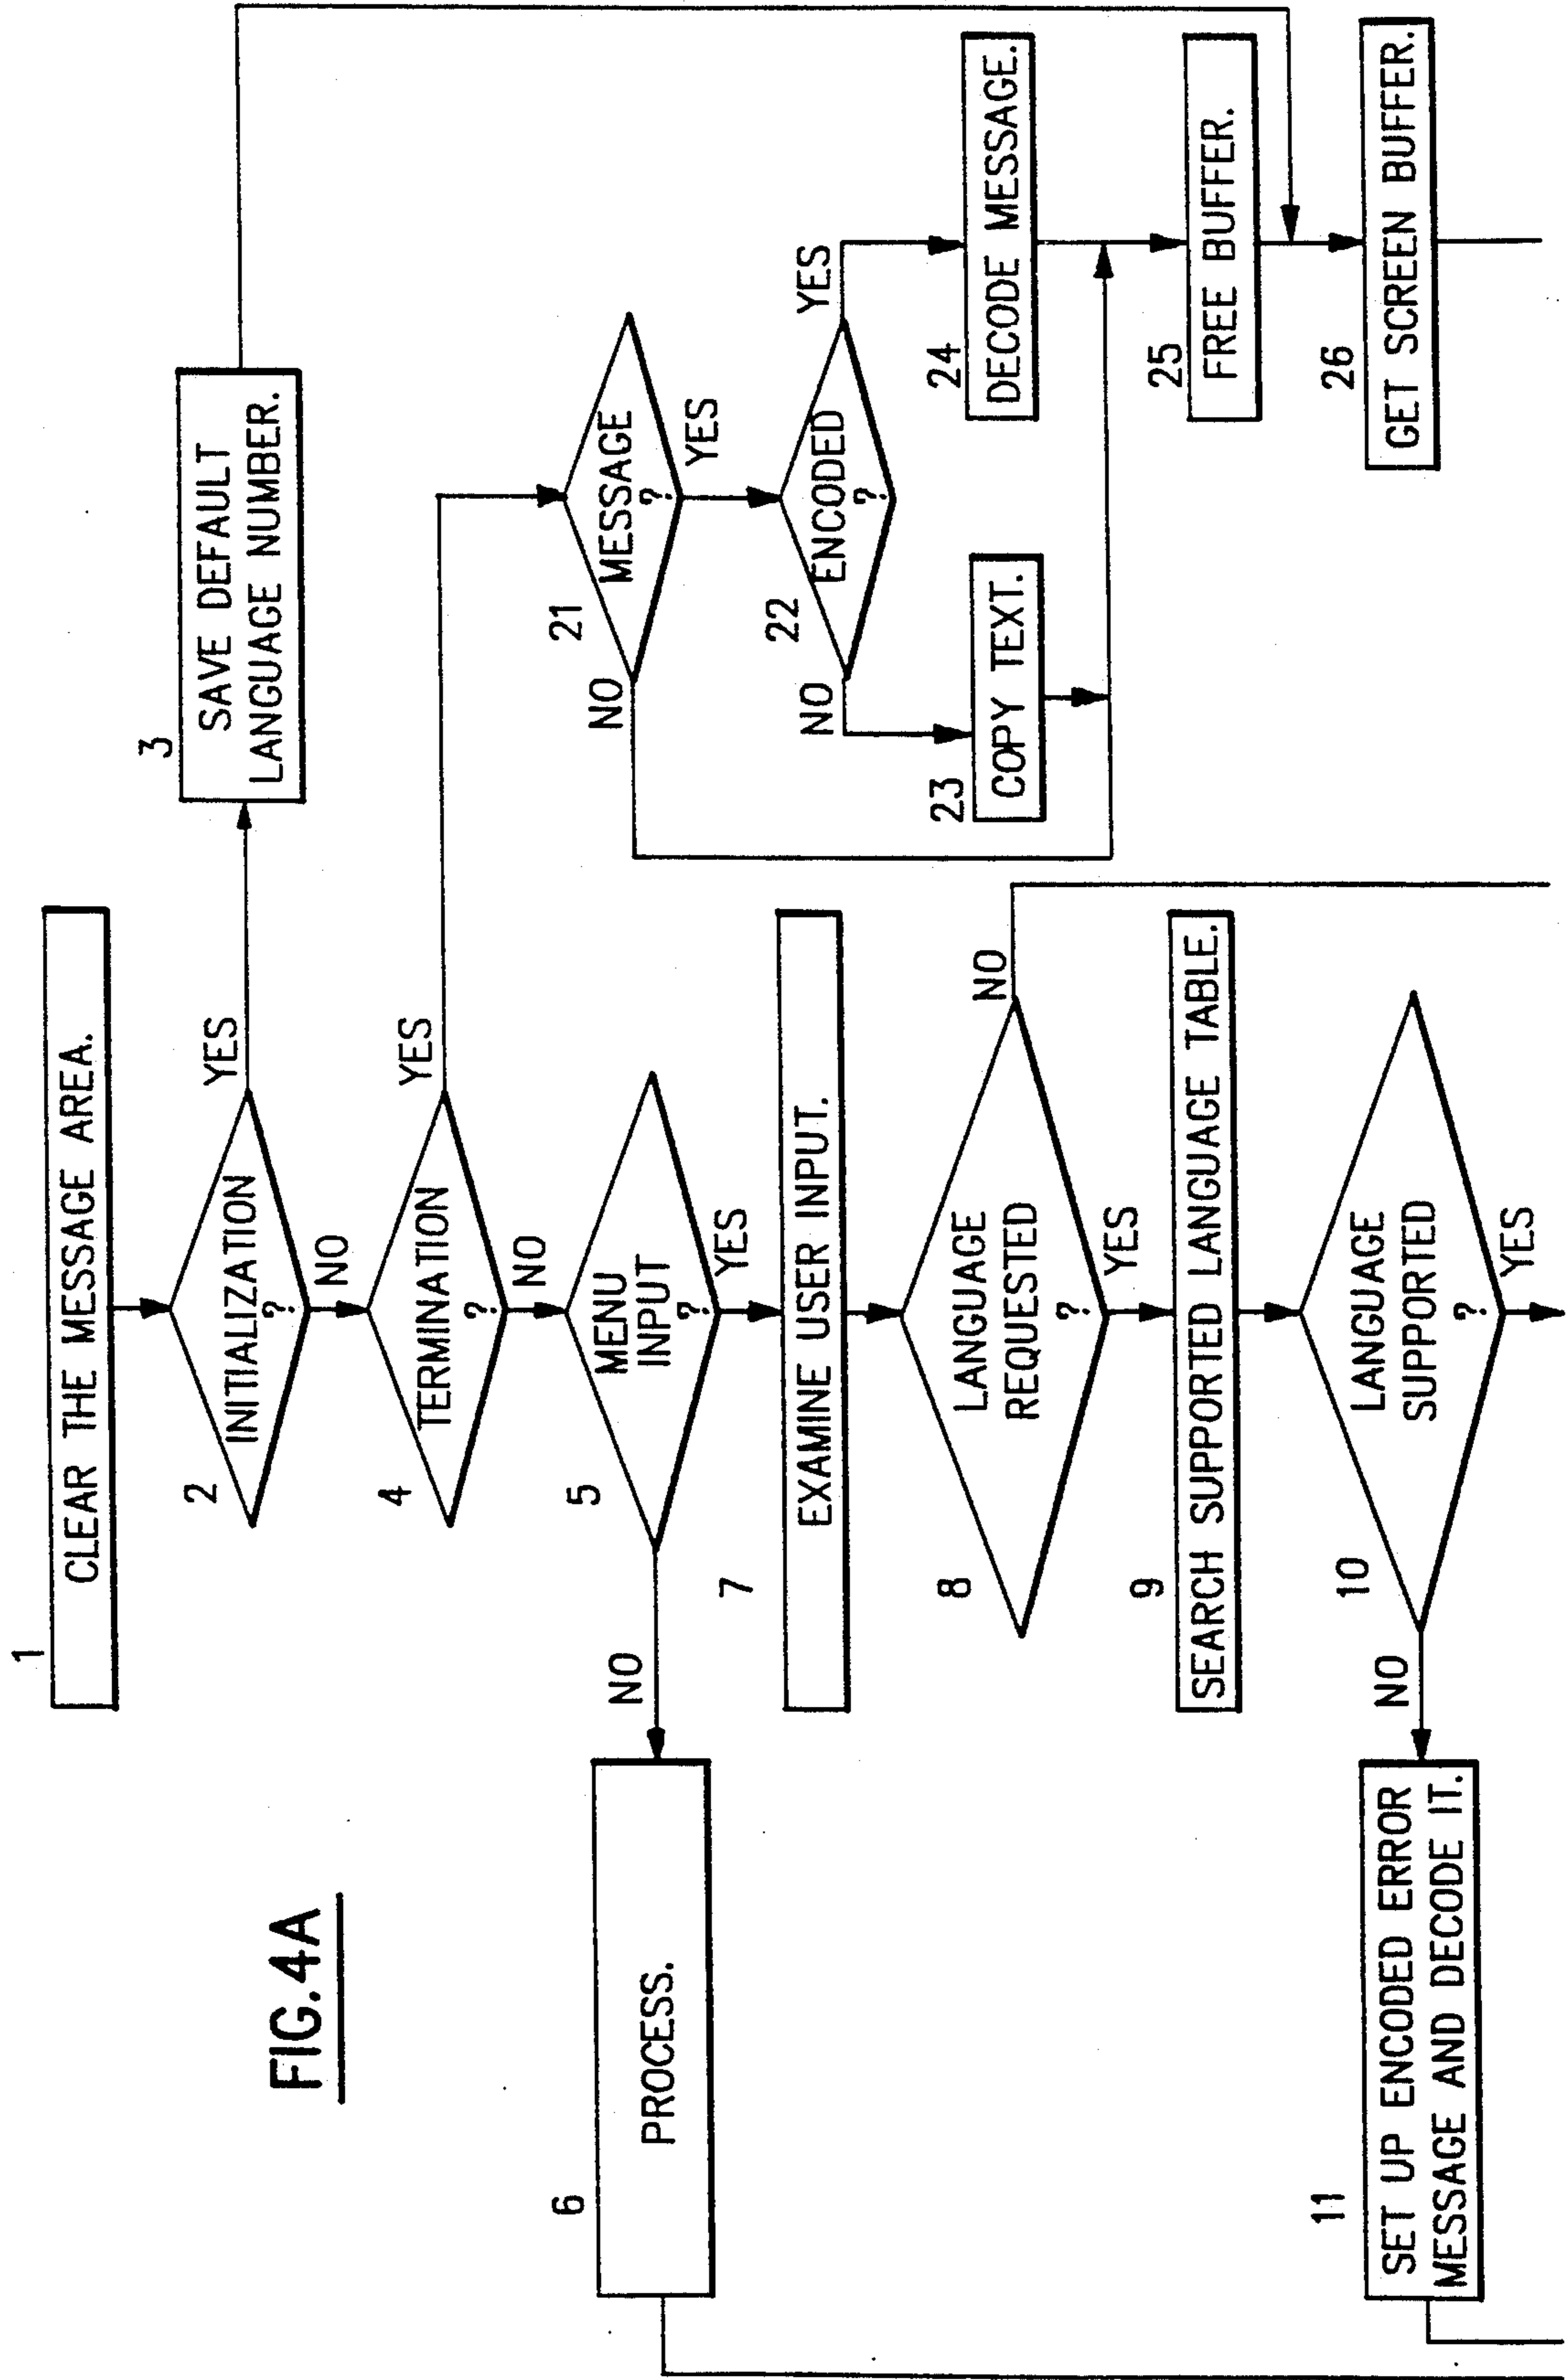 FIG.4A
1
CLEAR THE MESSAGE AREA.
2
INITIALIZATION
?
YES
NO
3
SAVE DEFAULT
LANGUAGE NUMBER.
4
TERMINATION
?
YES
NO
5
MENU
INPUT
?
NO
YES
6
PROCESS.
7
EXAMINE USER INPUT.
8
LANGUAGE
REQUESTED
?
NO
YES
9
SEARCH SUPPORTED LANGUAGE TABLE.
10
LANGUAGE
SUPPORTED
?
NO
YES
11
SET UP ENCODED ERROR
MESSAGE AND DECODE IT.
21
MESSAGE
?
NO
YES
22
ENCODED
?
NO
YES
23
COPY TEXT.
24
DECODE MESSAGE.
25
FREE BUFFER.
26
GET SCREEN BUFFER.